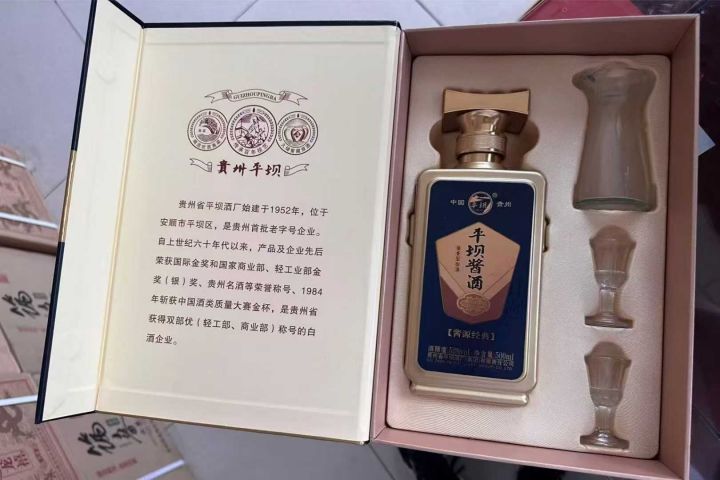 GUIZHOUPINGBA
貴州平坝
贵州省平坝酒厂始建于1952年，位于
安顺市平坝区，是贵州首批老字号企业。
自上世纪六十年代以来，产品及企业先后
荣获国际金奖和国家商业部、轻工业部金
奖（银）奖、贵州名酒等荣誉称号、1984
年斩获中国酒类质量大赛金杯，是贵州省
获得双部优（轻工部、商业部）称号的白
酒企业。
中国 平坝 贵州
平坝酱酒
【酱源经典】
酒精度:53%vol 净含量:500ml